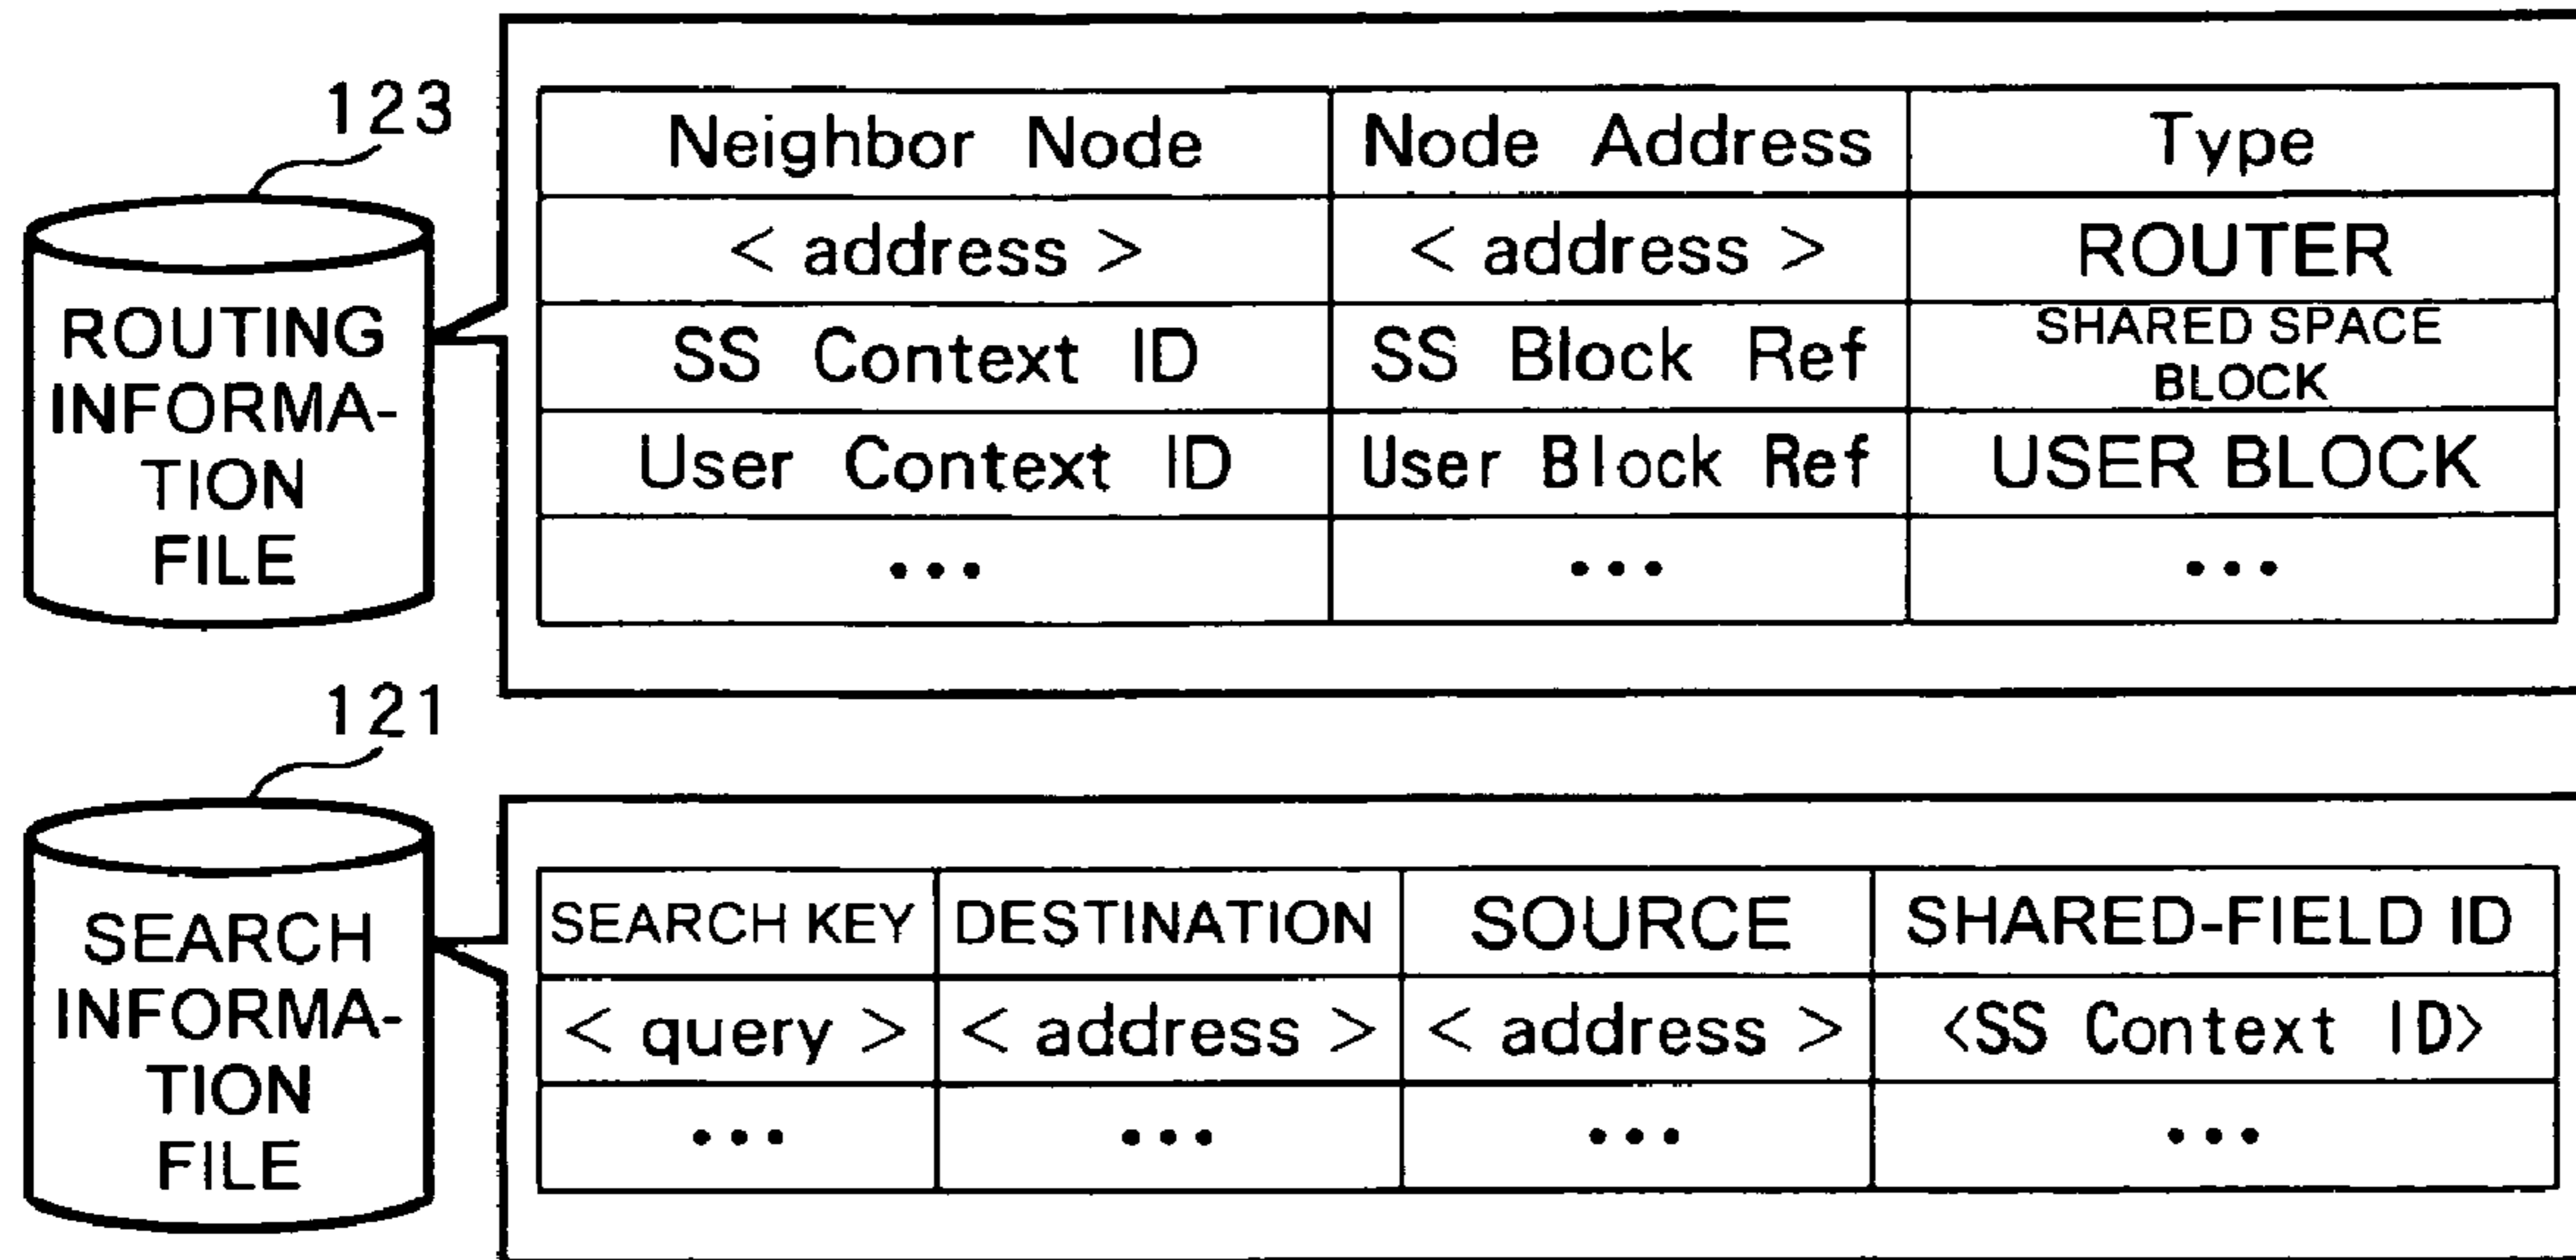 123
ROUTING
INFORMA-
TION
FILE
Neighbor Node Node Address Type
< address > < address > ROUTER
SS Context ID SS Block Ref SHARED SPACE
BLOCK
User Context ID User Block Ref USER BLOCK
••• ••• •••
121
SEARCH
INFORMA-
TION
FILE
SEARCH KEY DESTINATION SOURCE SHARED-FIELD ID
< query > < address > < address > <SS Context ID>
••• ••• ••• •••